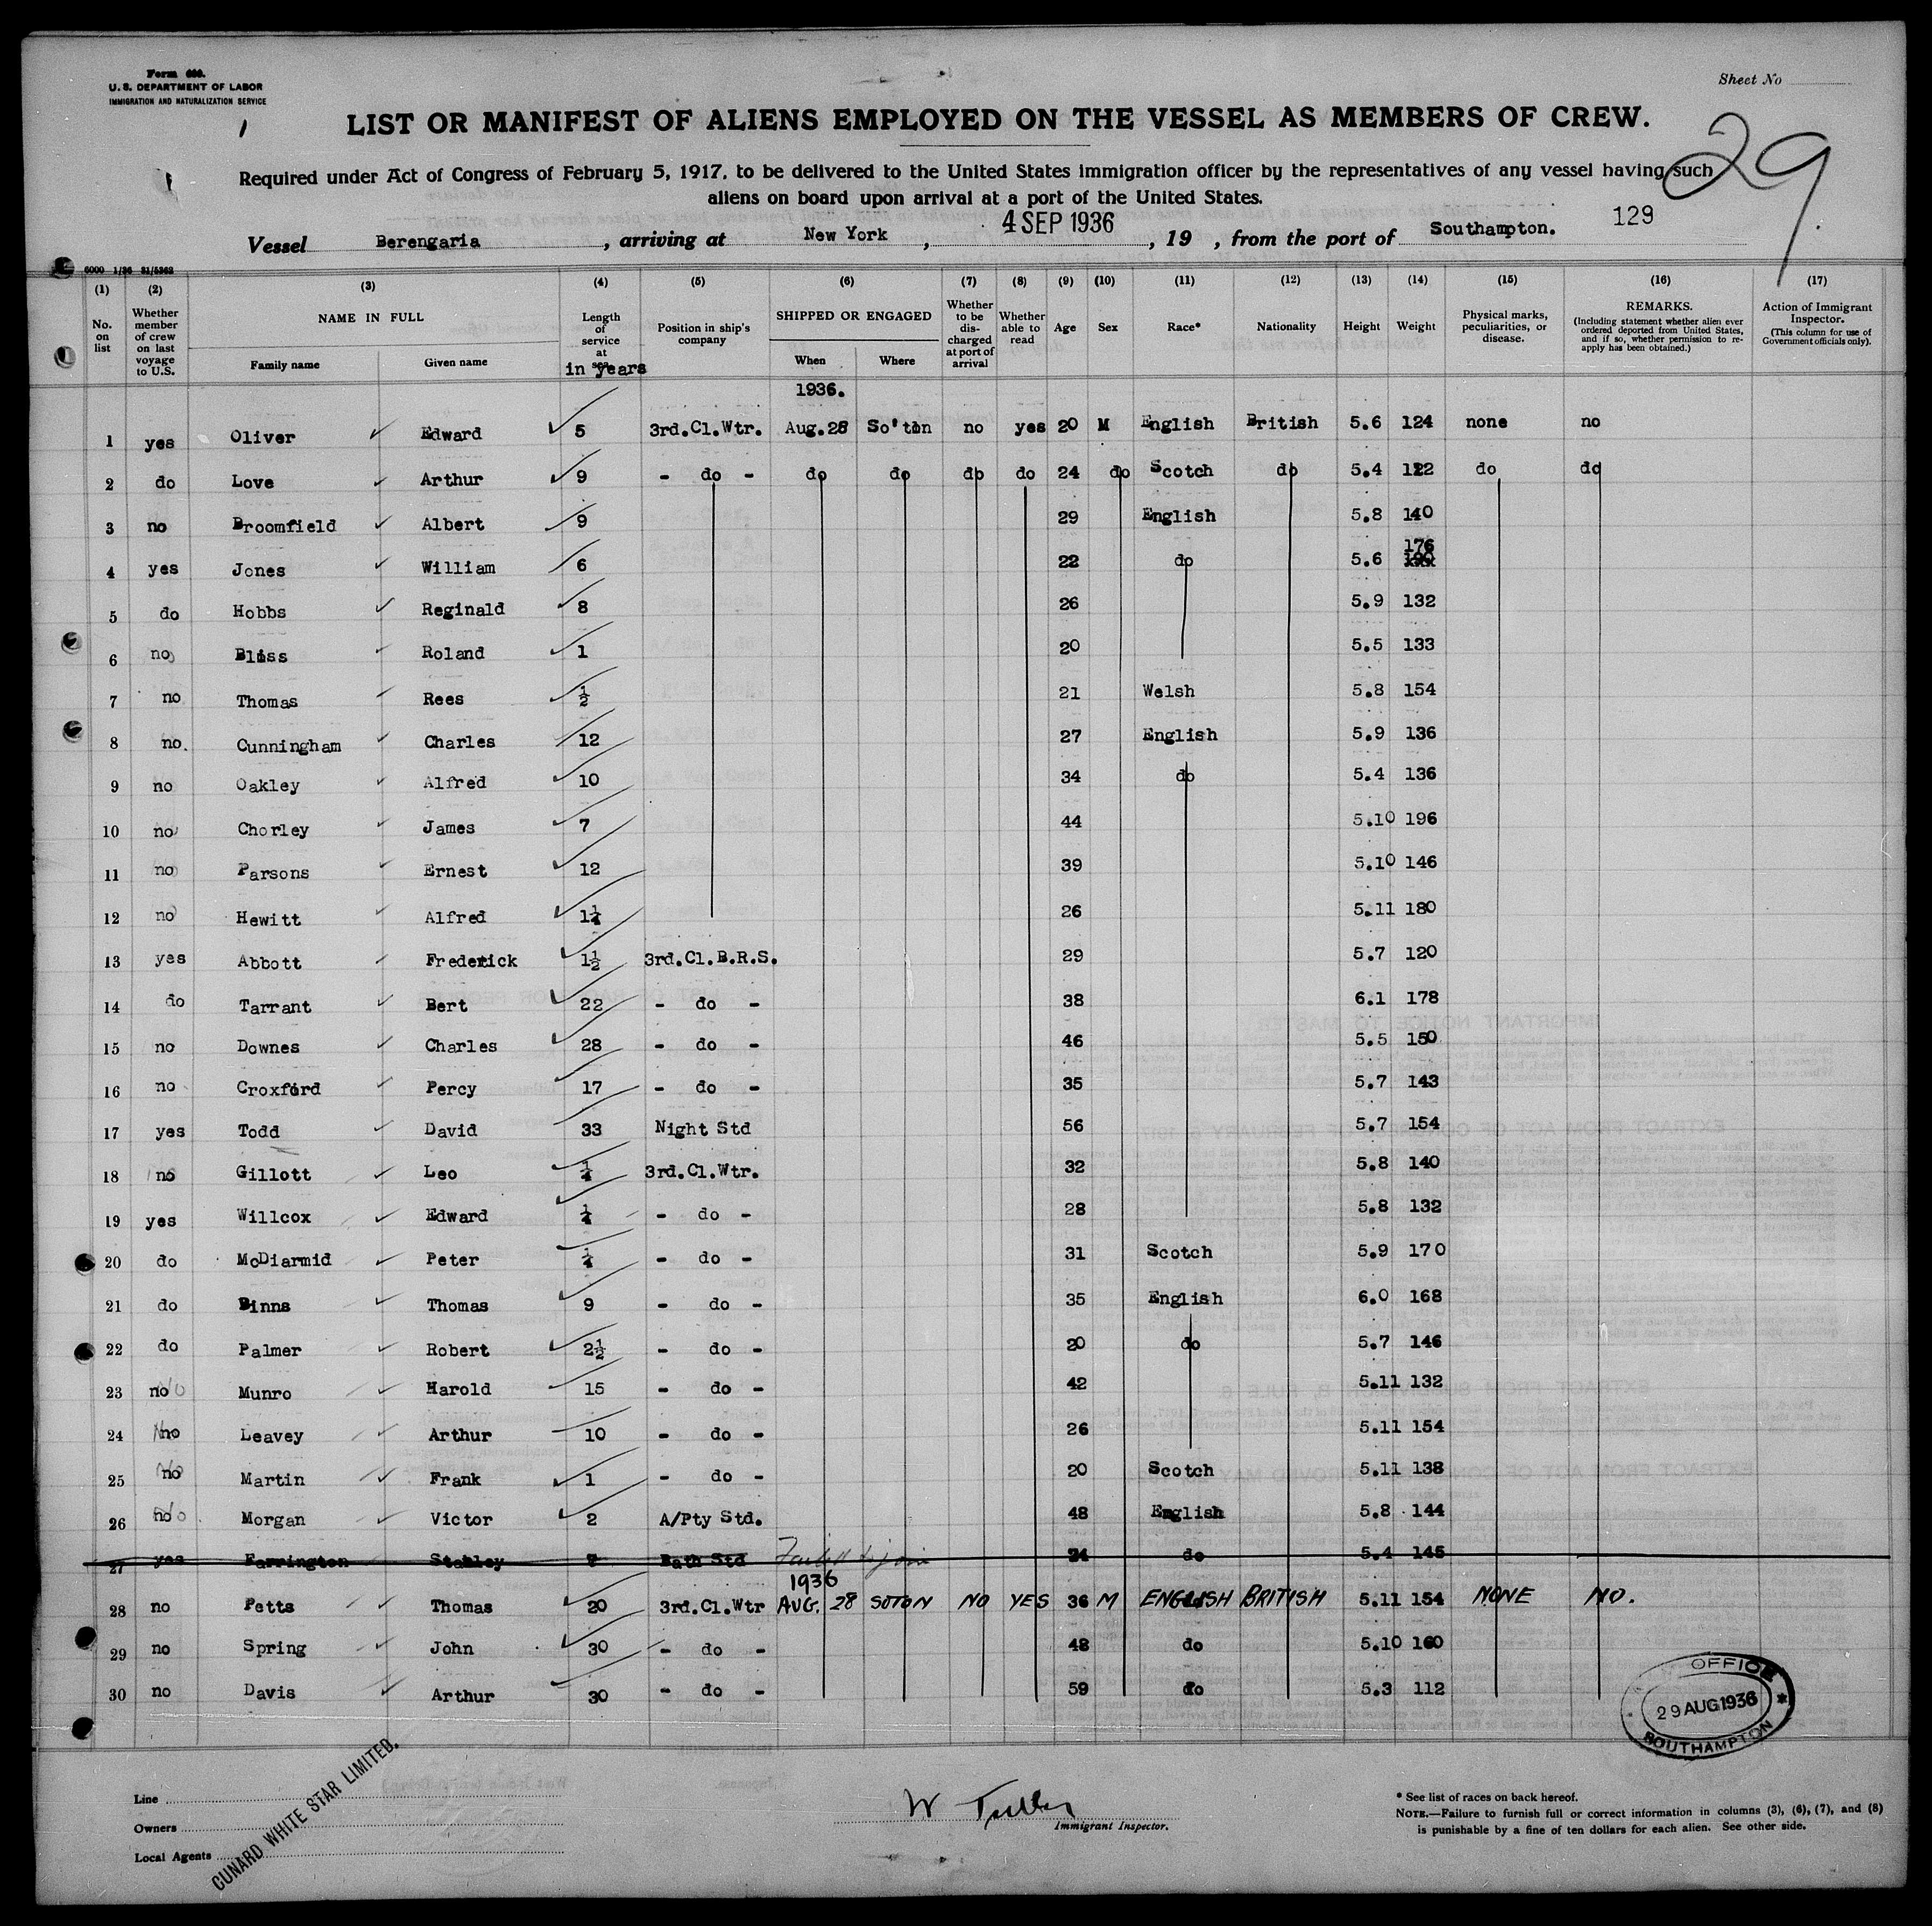 Form 689.
U. S. DEPARTMENT OF LABOR
IMMIGRATION AND NATURALIZATION SERVICE
Sheet No
LIST OR MANIFEST OF ALIENS EMPLOYED ON THE VESSEL AS MEMBERS OF CREW.
29
Required under Act of Congress of February 5, 1917, to be delivered to the United States immigration officer by the representatives of any vessel having such
aliens on board upon arrival at a port of the United States.
Vessel Berengaria, arriving at New York, 4 SEP 1936, 19 , from the port of Southampton. 129
6000 1/36 31/5362
(1) (2) (3) (4) (5) (6) (7) (8) (9) (10) (11) (12) (13) (14) (15) (16) (17)
No. on list
Whether member of crew on last voyage to U.S.
NAME IN FULL
Family name Given name
Length of service at sea in years
Position in ship's company
SHIPPED OR ENGAGED
When Where
Whether to be discharged at port of arrival
Whether able to read
Age
Sex
Race*
Nationality
Height
Weight
Physical marks, peculiarities, or disease.
REMARKS.
(Including statement whether alien ever ordered deported from United States, and if so, whether permission to re-apply has been obtained.)
Action of Immigrant Inspector.
(This column for use of Government officials only).
1936.
1 yes Oliver Edward 5 3rd.Cl.Wtr. Aug.28 So'ton no yes 20 M English British 5.6 124 none no
2 do Love Arthur 9 - do - do do do do 24 do Scotch do 5.4 122 do do
3 no Broomfield Albert 9 29 English 5.8 140
176
4 yes Jones William 6 22 do 5.6
5 do Hobbs Reginald 8 26 5.9 132
6 no Bliss Roland 1 20 5.5 133
7 no Thomas Rees ½ 21 Welsh 5.8 154
8 no. Cunningham Charles 12 27 English 5.9 136
9 no Oakley Alfred 10 34 do 5.4 136
10 no Chorley James 7 44 5.10 196
11 no Parsons Ernest 12 39 5.10 146
12 no Hewitt Alfred 1¼ 26 5.11 180
13 yes Abbott Frederick 1½ 3rd.Cl.B.R.S. 29 5.7 120
14 do Tarrant Bert 22 - do - 38 6.1 178
15 no Downes Charles 28 - do - 46 5.5 150
16 no Croxford Percy 17 - do - 35 5.7 143
17 yes Todd David 33 Night Std 56 5.7 154
18 no Gillott Leo ¼ 3rd.Cl.Wtr. 32 5.8 140
19 yes Willcox Edward ¼ - do - 28 5.8 132
20 do McDiarmid Peter ¼ - do - 31 Scotch 5.9 170
21 do Binns Thomas 9 - do - 35 English 6.0 168
22 do Palmer Robert 2½ - do - 20 do 5.7 146
23 no No Munro Harold 15 - do - 42 5.11 132
24 no Leavey Arthur 10 - do - 26 5.11 154
25 no No Martin Frank 1 - do - 20 Scotch 5.11 138
26 no Morgan Victor 2 A/Pty Std. 48 English 5.8 144
27 yes Farrington Stanley 7 Bath Std Failed to join 24 do 5.4 145
1936
28 no Petts Thomas 20 3rd.Cl.Wtr AUG. 28 SOTON NO YES 36 M ENGLISH BRITISH 5.11 154 NONE NO.
29 no Spring John 30 - do - 48 do 5.10 160
30 no Davis Arthur 30 - do - 59 do 5.3 112
OFFICE
29 AUG 1936
SOUTHAMPTON
Line
Owners
Local Agents
CUNARD WHITE STAR LIMITED.
Immigrant Inspector.
* See list of races on back hereof.
NOTE.—Failure to furnish full or correct information in columns (3), (6), (7), and (8)
is punishable by a fine of ten dollars for each alien. See other side.